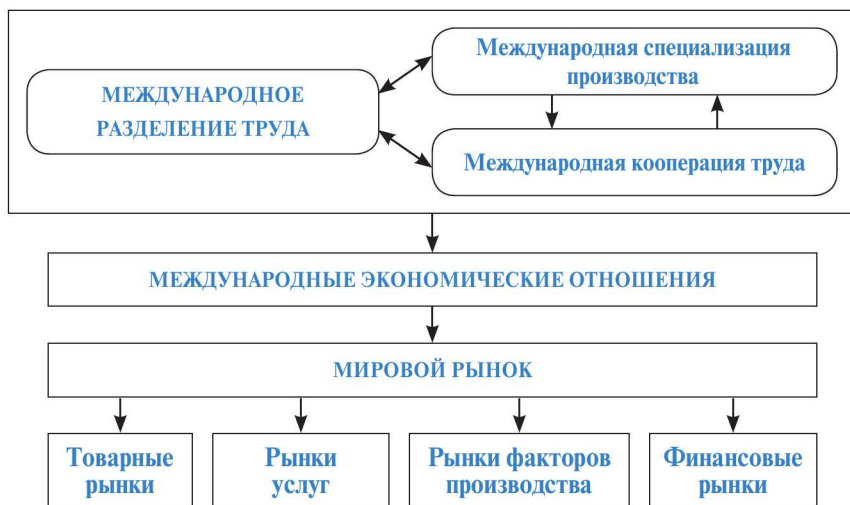 МЕЖДУНАРОДНОЕ
РАЗДЕЛЕНИЕ ТРУДА
Международная специализация
производства
Международная кооперация труда
МЕЖДУНАРОДНЫЕ ЭКОНОМИЧЕСКИЕ ОТНОШЕНИЯ
МИРОВОЙ РЫНОК
Товарные
рынки
Рынки
услуг
Рынки факторов
производства
Финансовые
рынки